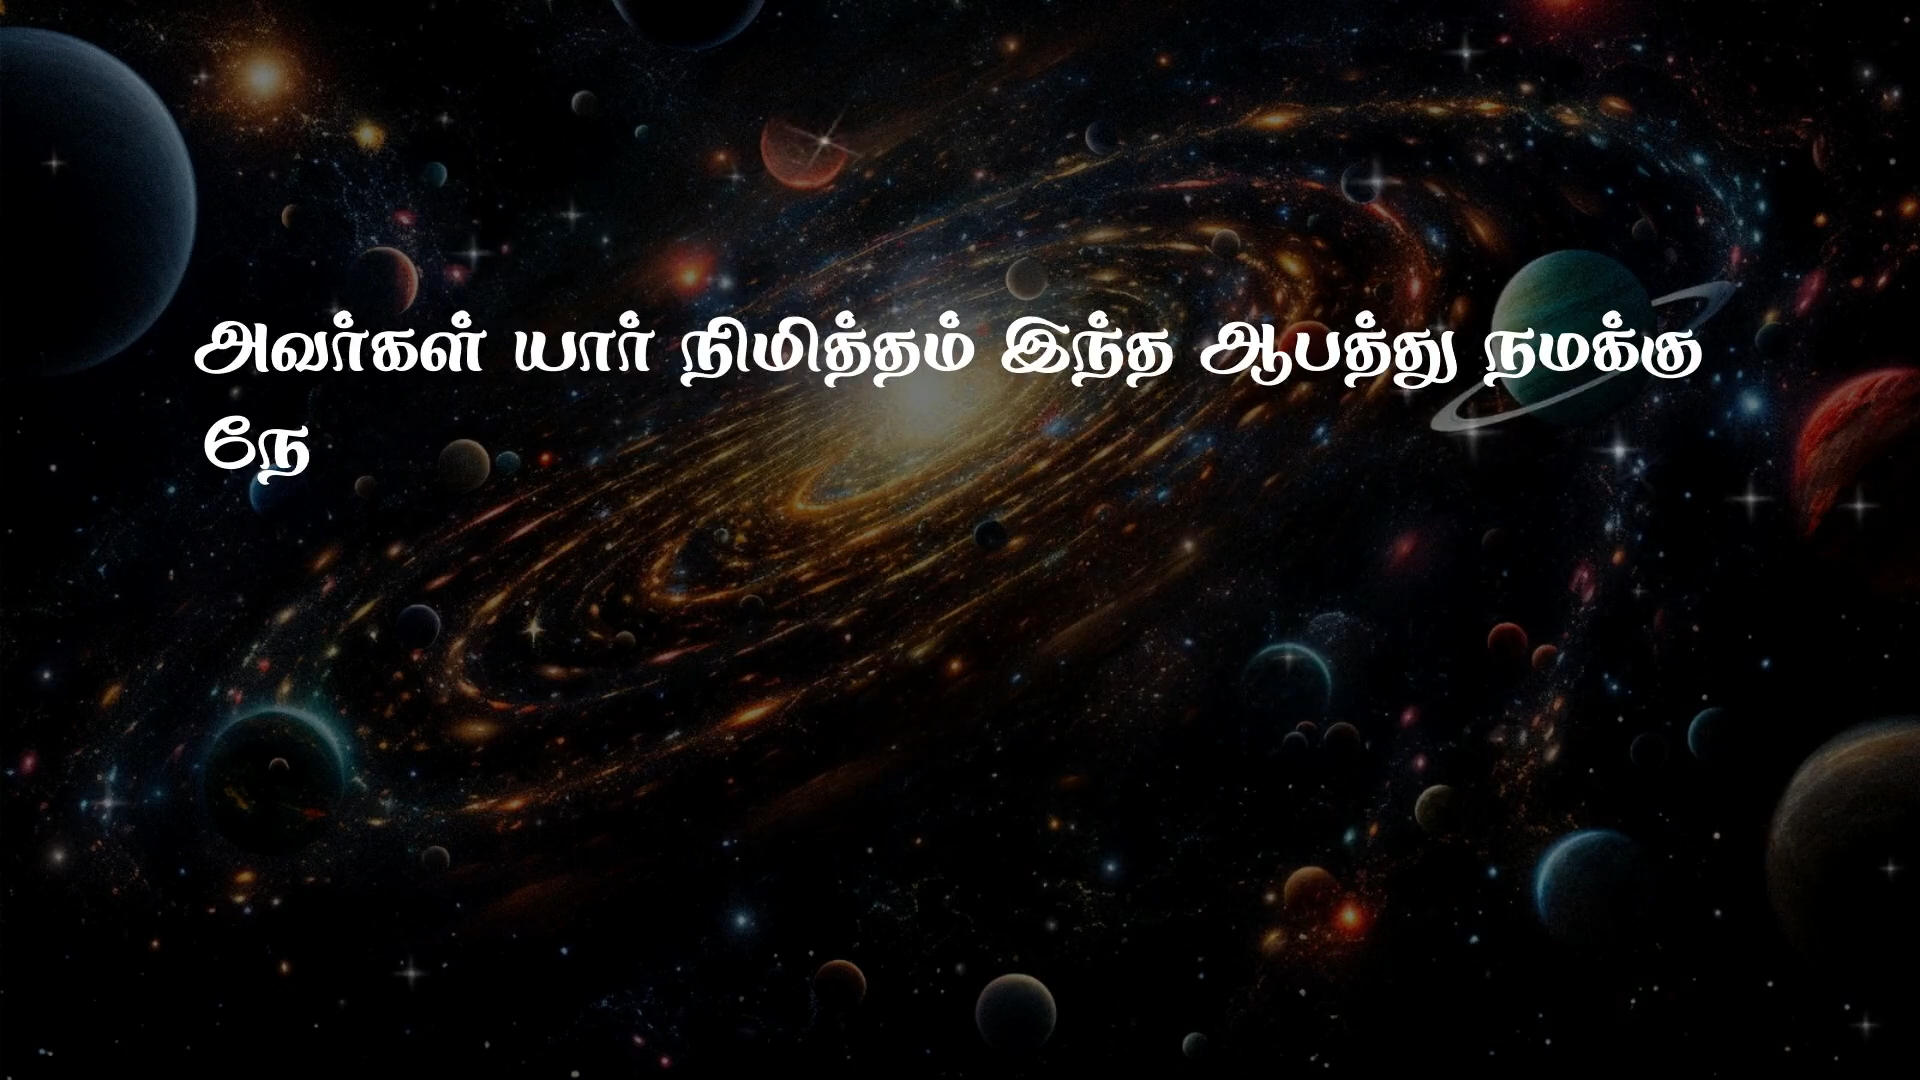 அவர்கள் யார் நிமித்தம் இந்த ஆபத்து நமக்கு
நே